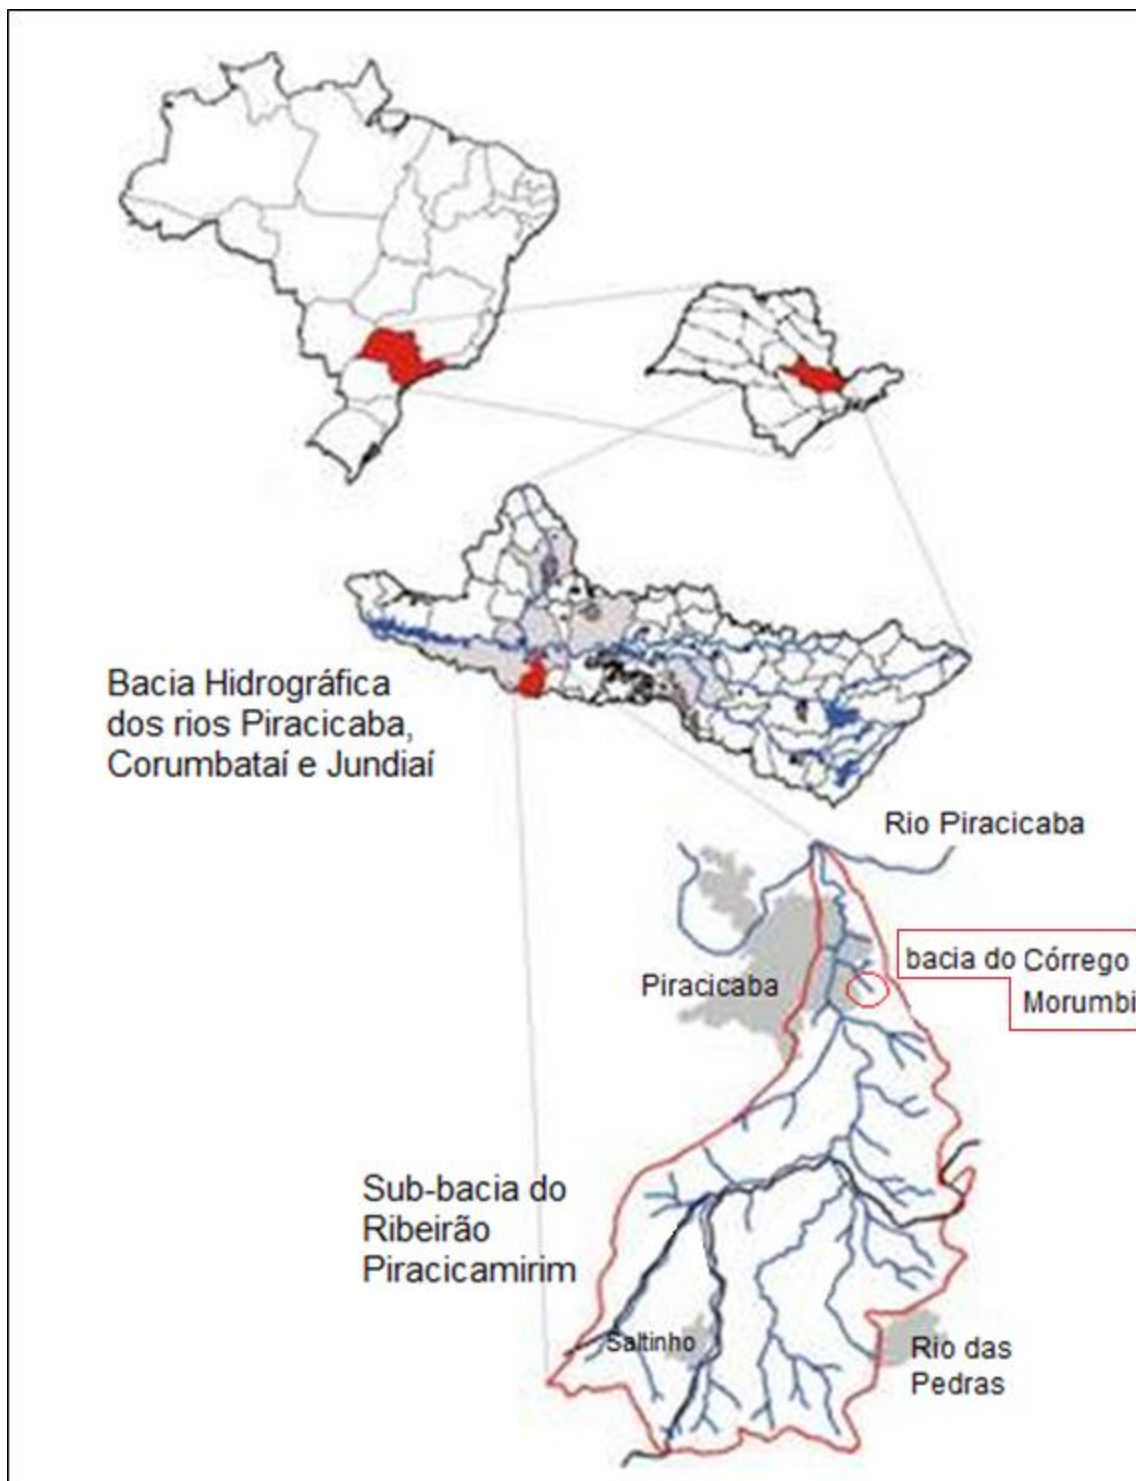 Bacia Hidrográfica
dos rios Piracicaba,
Corumbataí e Jundiaí
Rio Piracicaba
bacia do Córrego
Morumbi
Piracicaba
Sub-bacia do
Ribeirão
Piracicamirim
Saltinho
Rio das
Pedras